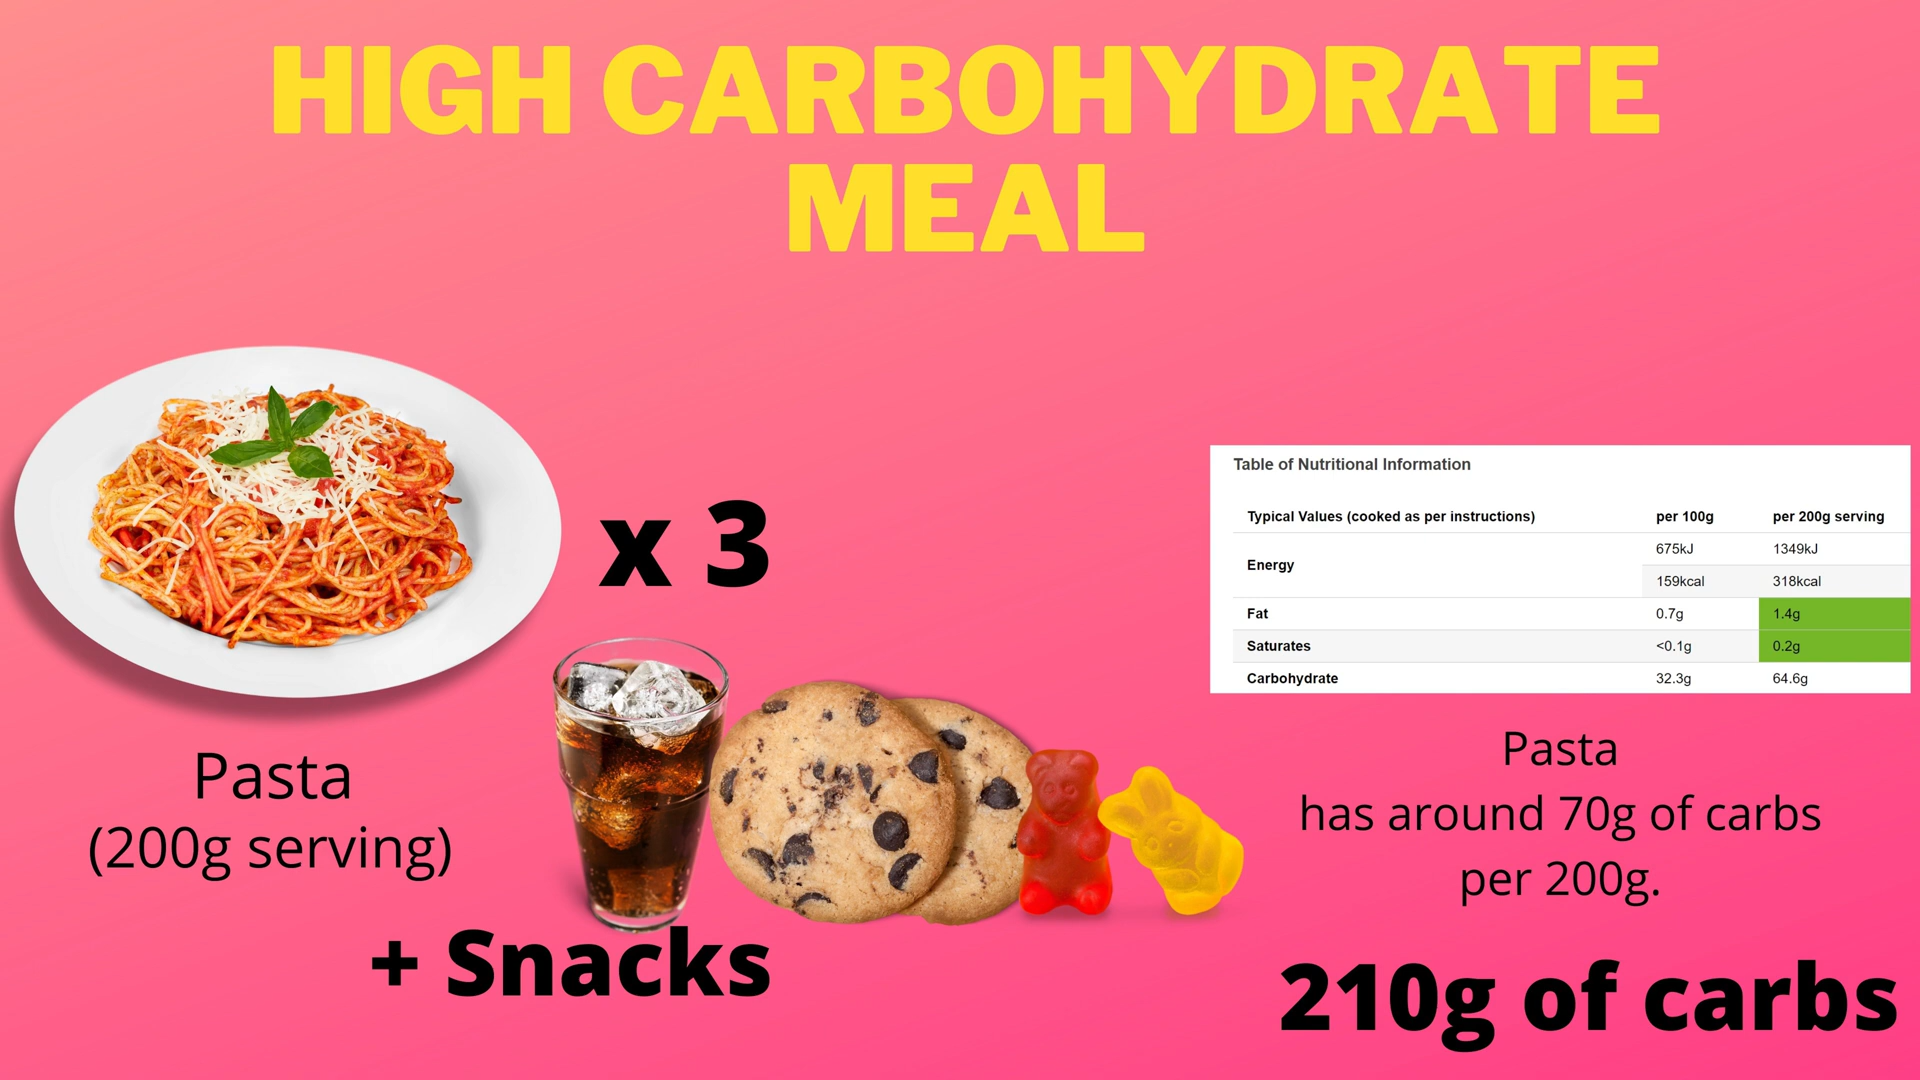 HIGH CARBOHYDRATE
MEAL
x 3
Pasta
(200g serving)
+ Snacks
Table of Nutritional Information
Typical Values (cooked as per instructions) per 100g per 200g serving
Energy 675kJ 1349kJ
159kcal 318kcal
Fat 0.7g 1.4g
Saturates <0.1g 0.2g
Carbohydrate 32.3g 64.6g
Pasta
has around 70g of carbs
per 200g.
210g of carbs